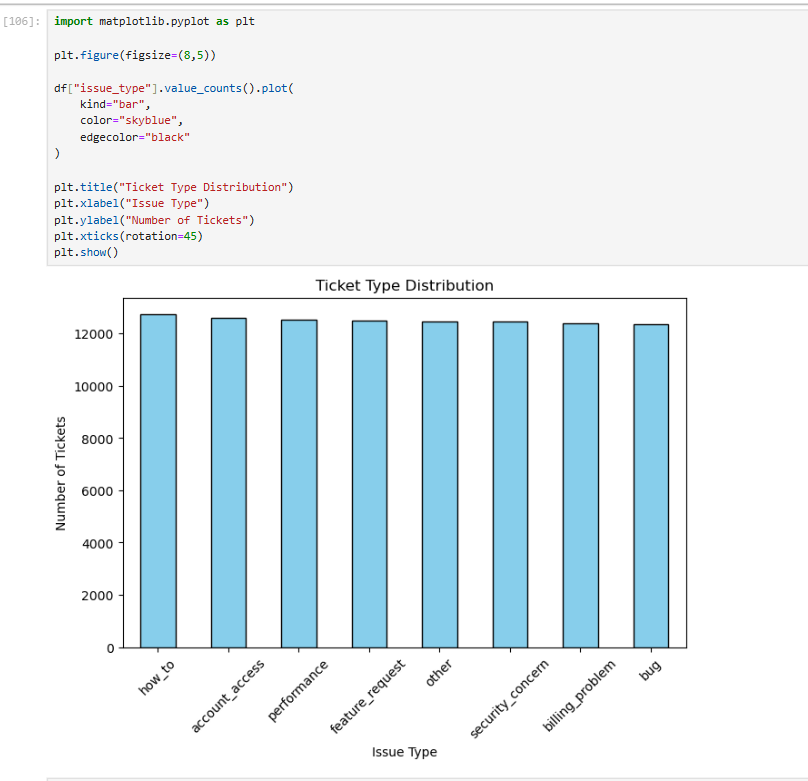 [106]:
import matplotlib.pyplot as plt
plt.figure(figsize=(8,5))
df["issue_type"].value_counts().plot(
    kind="bar",
    color="skyblue",
    edgecolor="black"
)
plt.title("Ticket Type Distribution")
plt.xlabel("Issue Type")
plt.ylabel("Number of Tickets")
plt.xticks(rotation=45)
plt.show()
Ticket Type Distribution
Number of Tickets
12000
10000
8000
6000
4000
2000
0
how_to
account_access
performance
feature_request
other
security_concern
billing_problem
bug
Issue Type